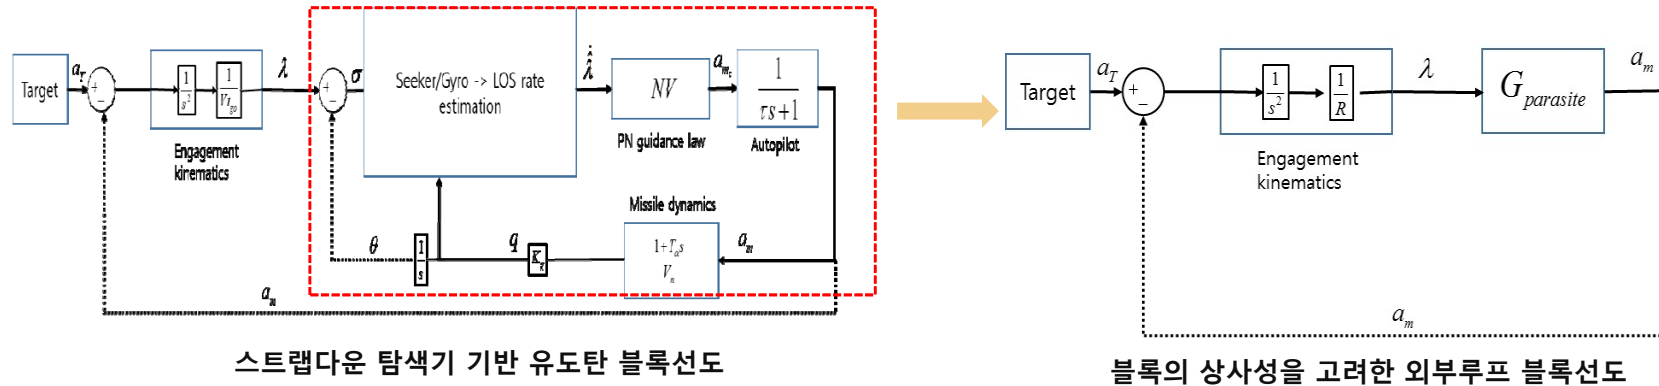 Target
a_T
+
−
1
s²
1
Vt_go
λ
Engagement
kinematics
+
−
σ
Seeker/Gyro -> LOS rate
estimation
λ̂̇
NV
PN guidance law
a_mc
1
τs+1
Autopilot
Missile dynamics
1+T_αs
V_m
a_m
K_R
q
1
s
θ
a_m
스트랩다운 탐색기 기반 유도탄 블록선도
Target
a_T
+
−
1
s²
1
R
Engagement
kinematics
λ
G_parasite
a_m
a_m
블록의 상사성을 고려한 외부루프 블록선도